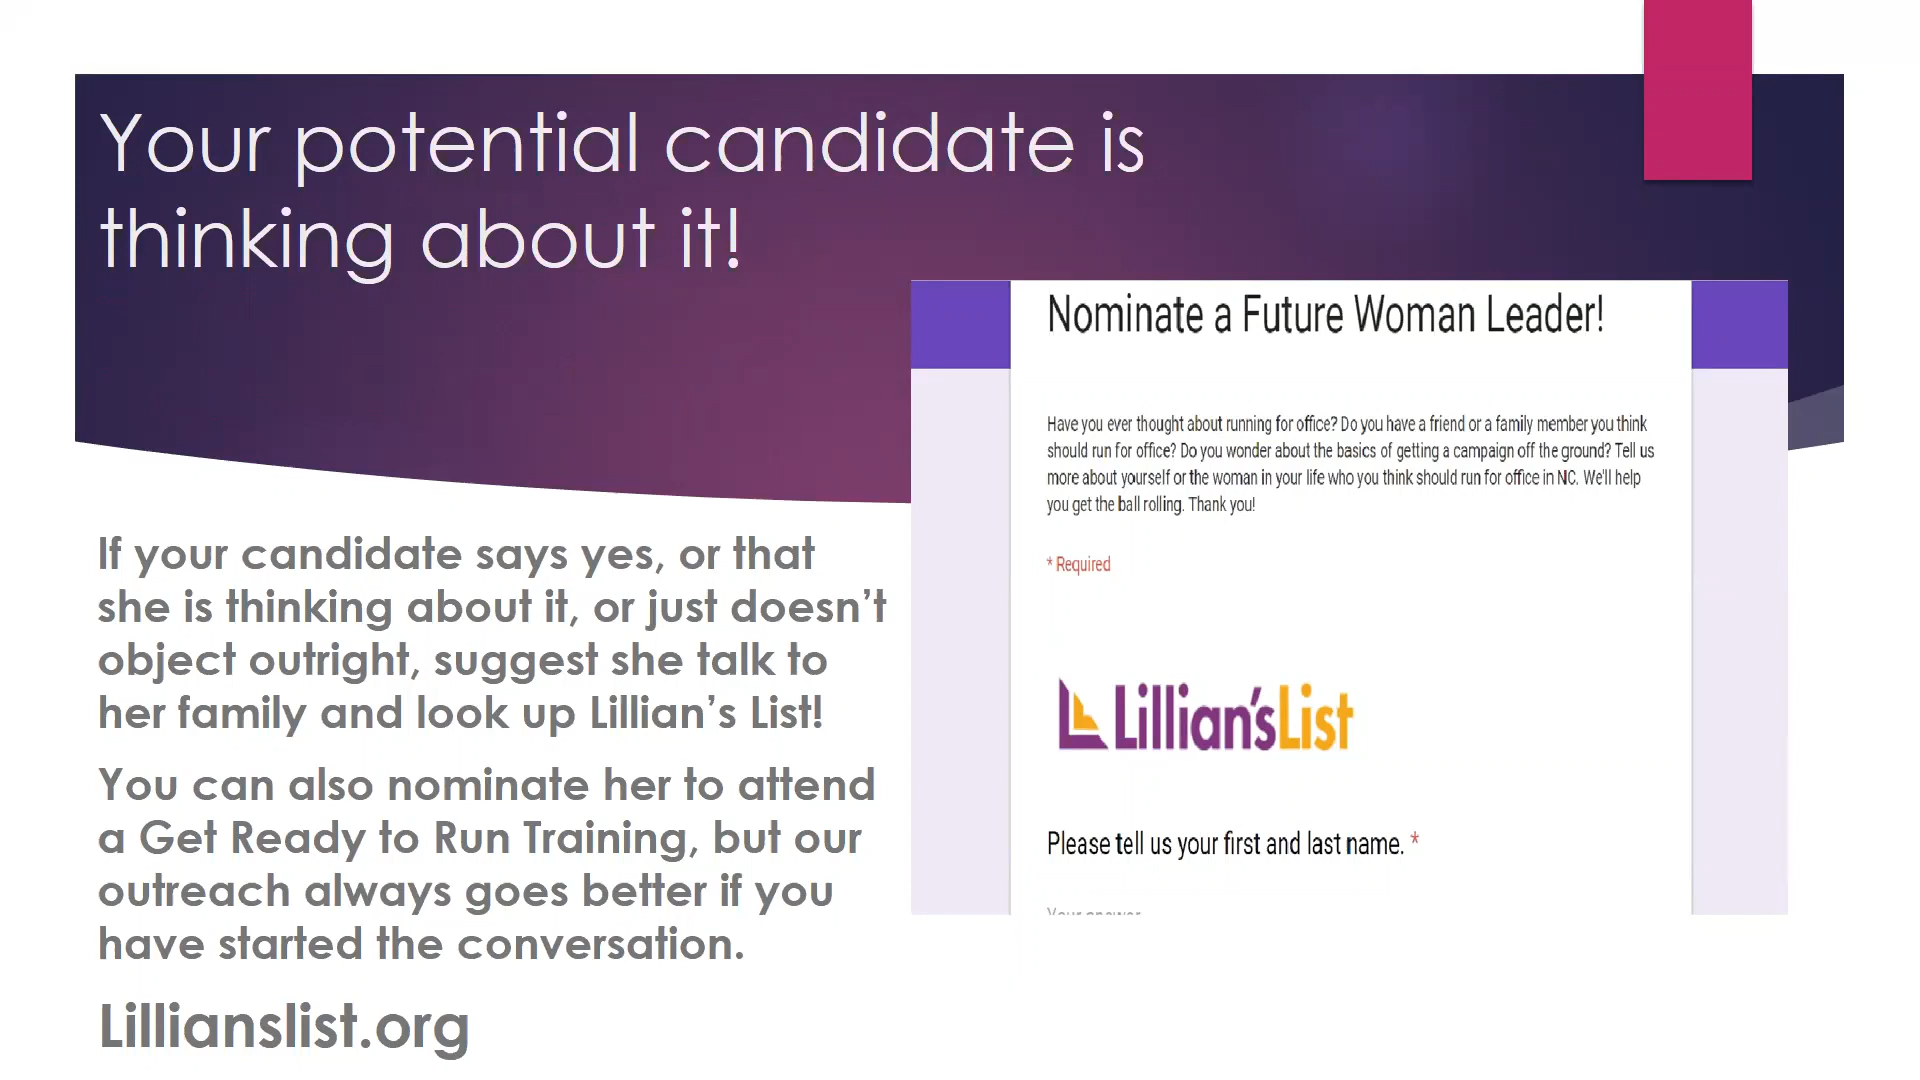 Your potential candidate is
thinking about it!
If your candidate says yes, or that
she is thinking about it, or just doesn’t
object outright, suggest she talk to
her family and look up Lillian’s List!
You can also nominate her to attend
a Get Ready to Run Training, but our
outreach always goes better if you
have started the conversation.
Lillianslist.org
Nominate a Future Woman Leader!
Have you ever thought about running for office? Do you have a friend or a family member you think
should run for office? Do you wonder about the basics of getting a campaign off the ground? Tell us
more about yourself or the woman in your life who you think should run for office in NC. We'll help
you get the ball rolling. Thank you!
* Required
Lillian'sList
Please tell us your first and last name. *
Your answer